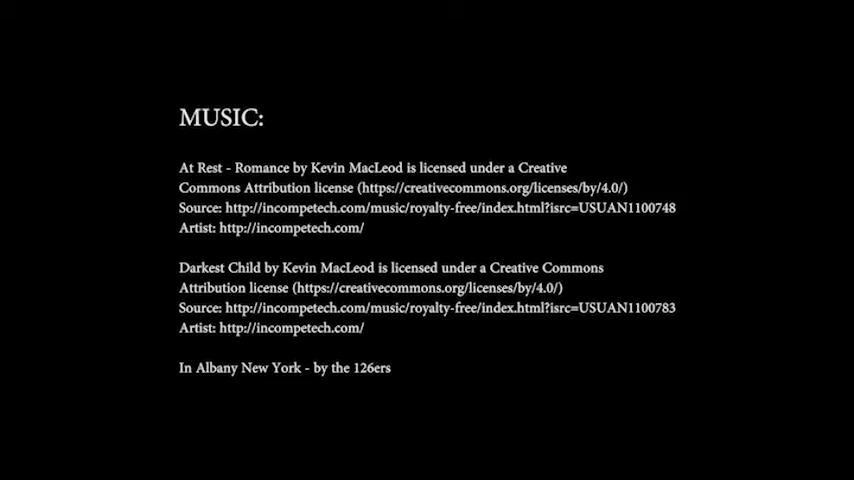 MUSIC:
At Rest - Romance by Kevin MacLeod is licensed under a Creative
Commons Attribution license (https://creativecommons.org/licenses/by/4.0/)
Source: http://incompetech.com/music/royalty-free/index.html?isrc=USUAN1100748
Artist: http://incompetech.com/
Darkest Child by Kevin MacLeod is licensed under a Creative Commons
Attribution license (https://creativecommons.org/licenses/by/4.0/)
Source: http://incompetech.com/music/royalty-free/index.html?isrc=USUAN1100783
Artist: http://incompetech.com/
In Albany New York - by the 126ers